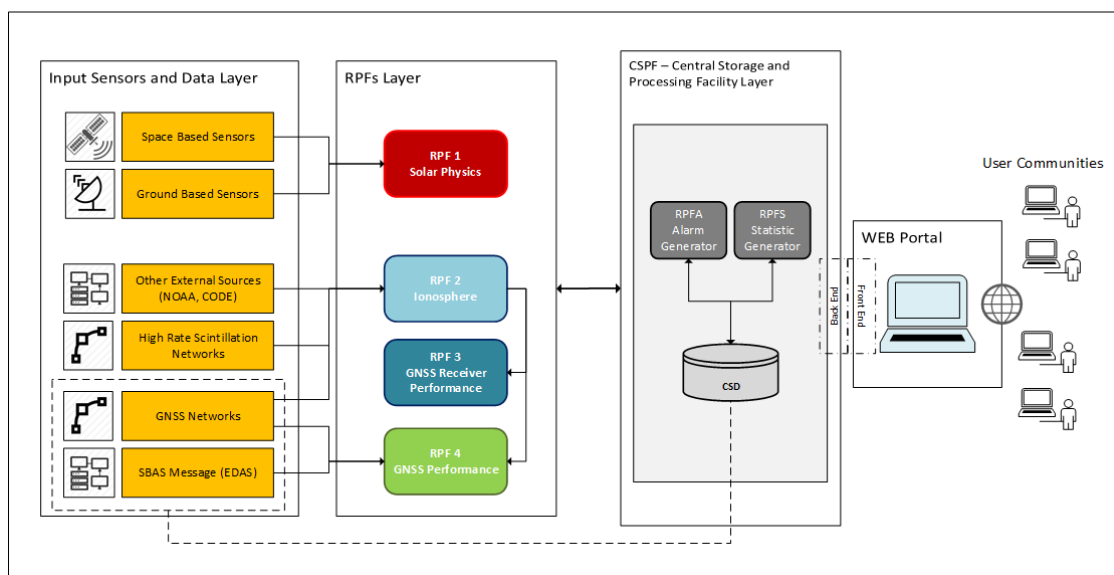 Input Sensors and Data Layer
Space Based Sensors
Ground Based Sensors
Other External Sources
(NOAA, CODE)
High Rate Scintillation
Networks
GNSS Networks
SBAS Message (EDAS)
RPFs Layer
RPF 1
Solar Physics
RPF 2
Ionosphere
RPF 3
GNSS Receiver
Performance
RPF 4
GNSS Performance
CSPF – Central Storage and
Processing Facility Layer
RPFA
Alarm
Generator
RPFS
Statistic
Generator
CSD
Back End
Front End
WEB Portal
User Communities